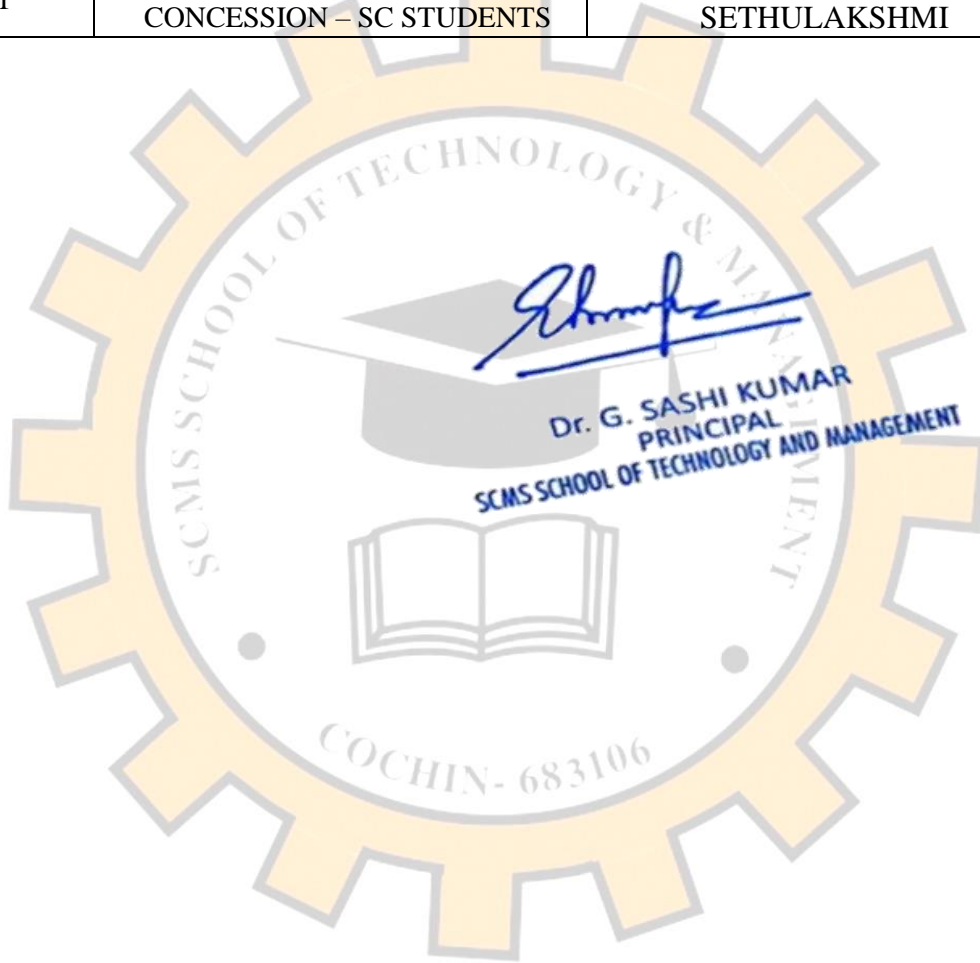 CONCESSION – SC STUDENTS
SETHULAKSHMI
SCMS SCHOOL OF TECHNOLOGY & MANAGEMENT
Dr. G. SASHI KUMAR
PRINCIPAL
SCMS SCHOOL OF TECHNOLOGY AND MANAGEMENT
COCHIN- 683106